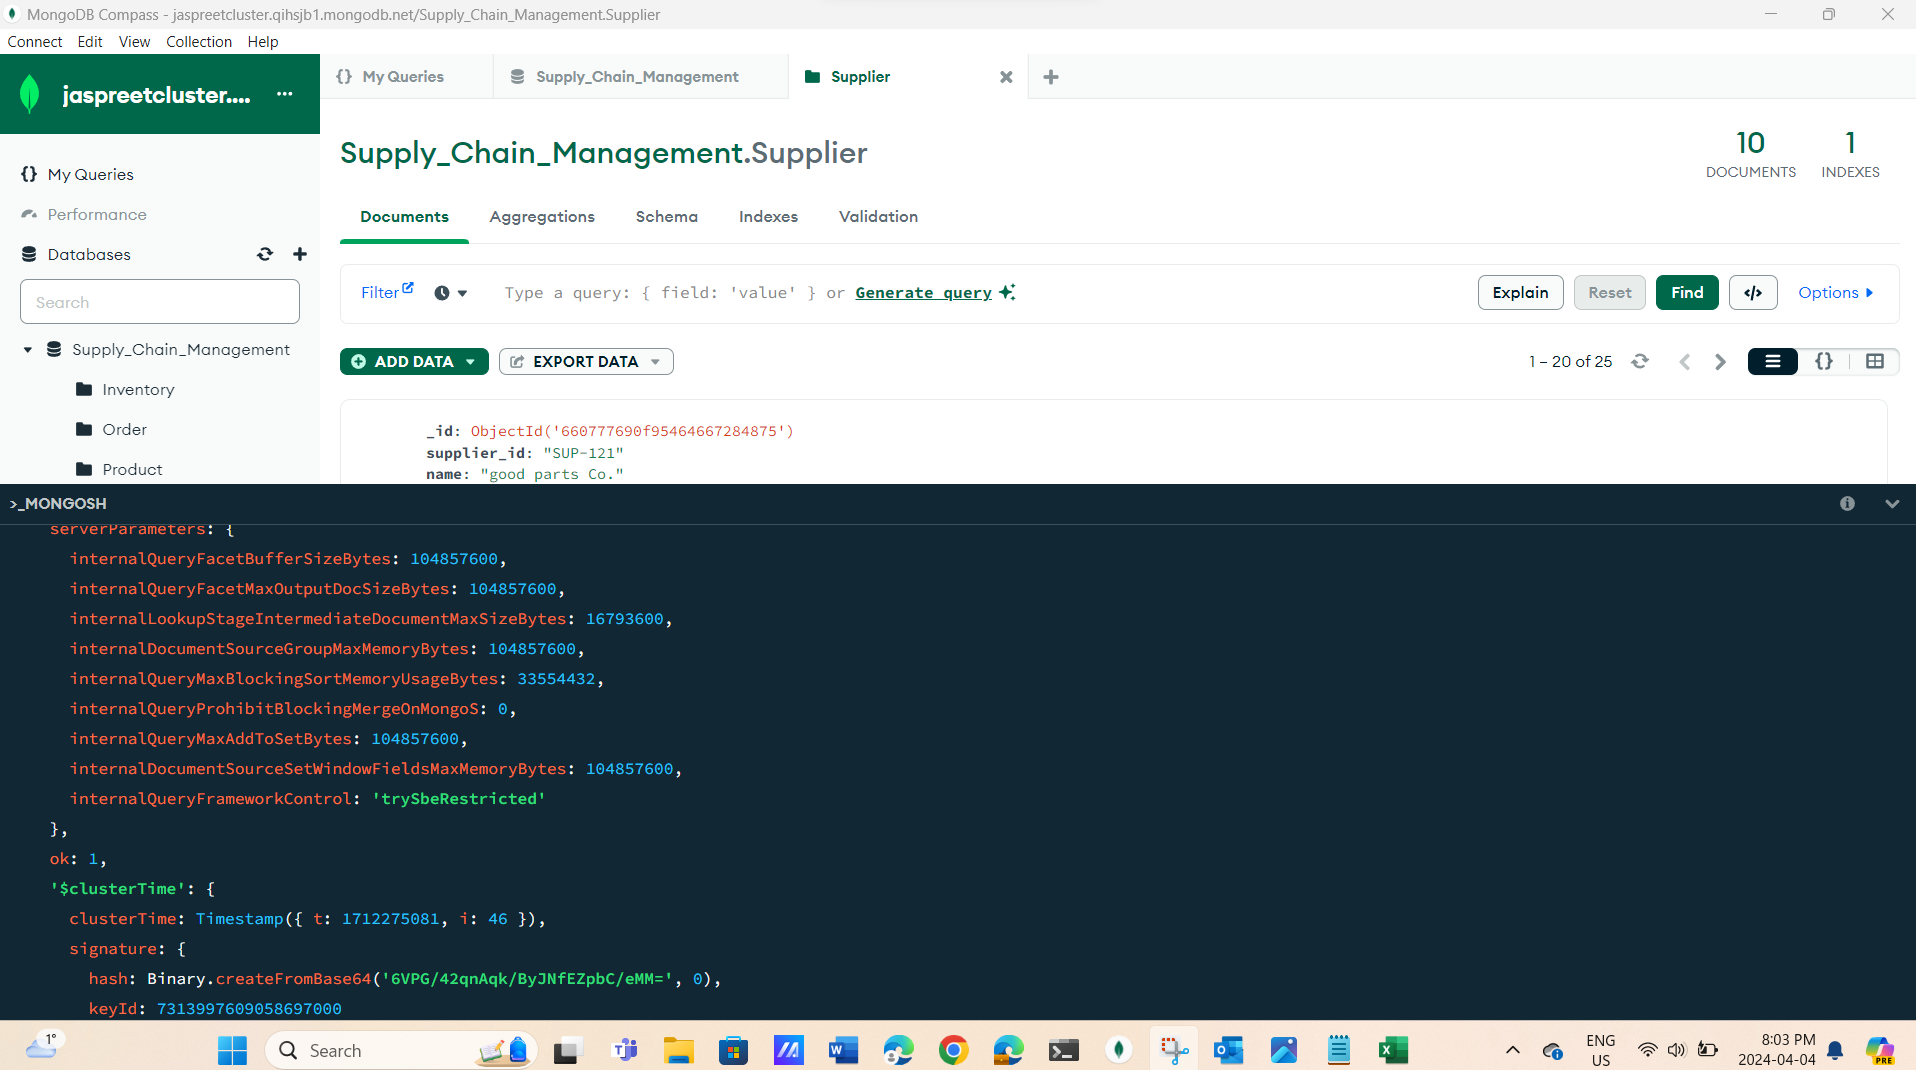 MongoDB Compass - jaspreetcluster.qihsjb1.mongodb.net/Supply_Chain_Management.Supplier
Connect Edit View Collection Help
jaspreetcluster.... ...
{} My Queries
Performance
Databases
Search
Supply_Chain_Management
Inventory
Order
Product
{} My Queries
Supply_Chain_Management
Supplier
Supply_Chain_Management.Supplier
10 DOCUMENTS
1 INDEXES
Documents Aggregations Schema Indexes Validation
Filter Type a query: { field: 'value' } or Generate query Explain Reset Find </> Options
ADD DATA EXPORT DATA 1 – 20 of 25 {}
_id: ObjectId('660777690f95464667284875')
supplier_id: "SUP-121"
name: "good parts Co."
>_MONGOSH
serverParameters: {
internalQueryFacetBufferSizeBytes: 104857600,
internalQueryFacetMaxOutputDocSizeBytes: 104857600,
internalLookupStageIntermediateDocumentMaxSizeBytes: 16793600,
internalDocumentSourceGroupMaxMemoryBytes: 104857600,
internalQueryMaxBlockingSortMemoryUsageBytes: 33554432,
internalQueryProhibitBlockingMergeOnMongoS: 0,
internalQueryMaxAddToSetBytes: 104857600,
internalDocumentSourceSetWindowFieldsMaxMemoryBytes: 104857600,
internalQueryFrameworkControl: 'trySbeRestricted'
},
ok: 1,
'$clusterTime': {
clusterTime: Timestamp({ t: 1712275081, i: 46 }),
signature: {
hash: Binary.createFromBase64('6VPG/42qnAqk/ByJNfEZpbC/eMM=', 0),
keyId: 7313997609058697000
1°
Search
ENG
US
8:03 PM
2024-04-04
PRE